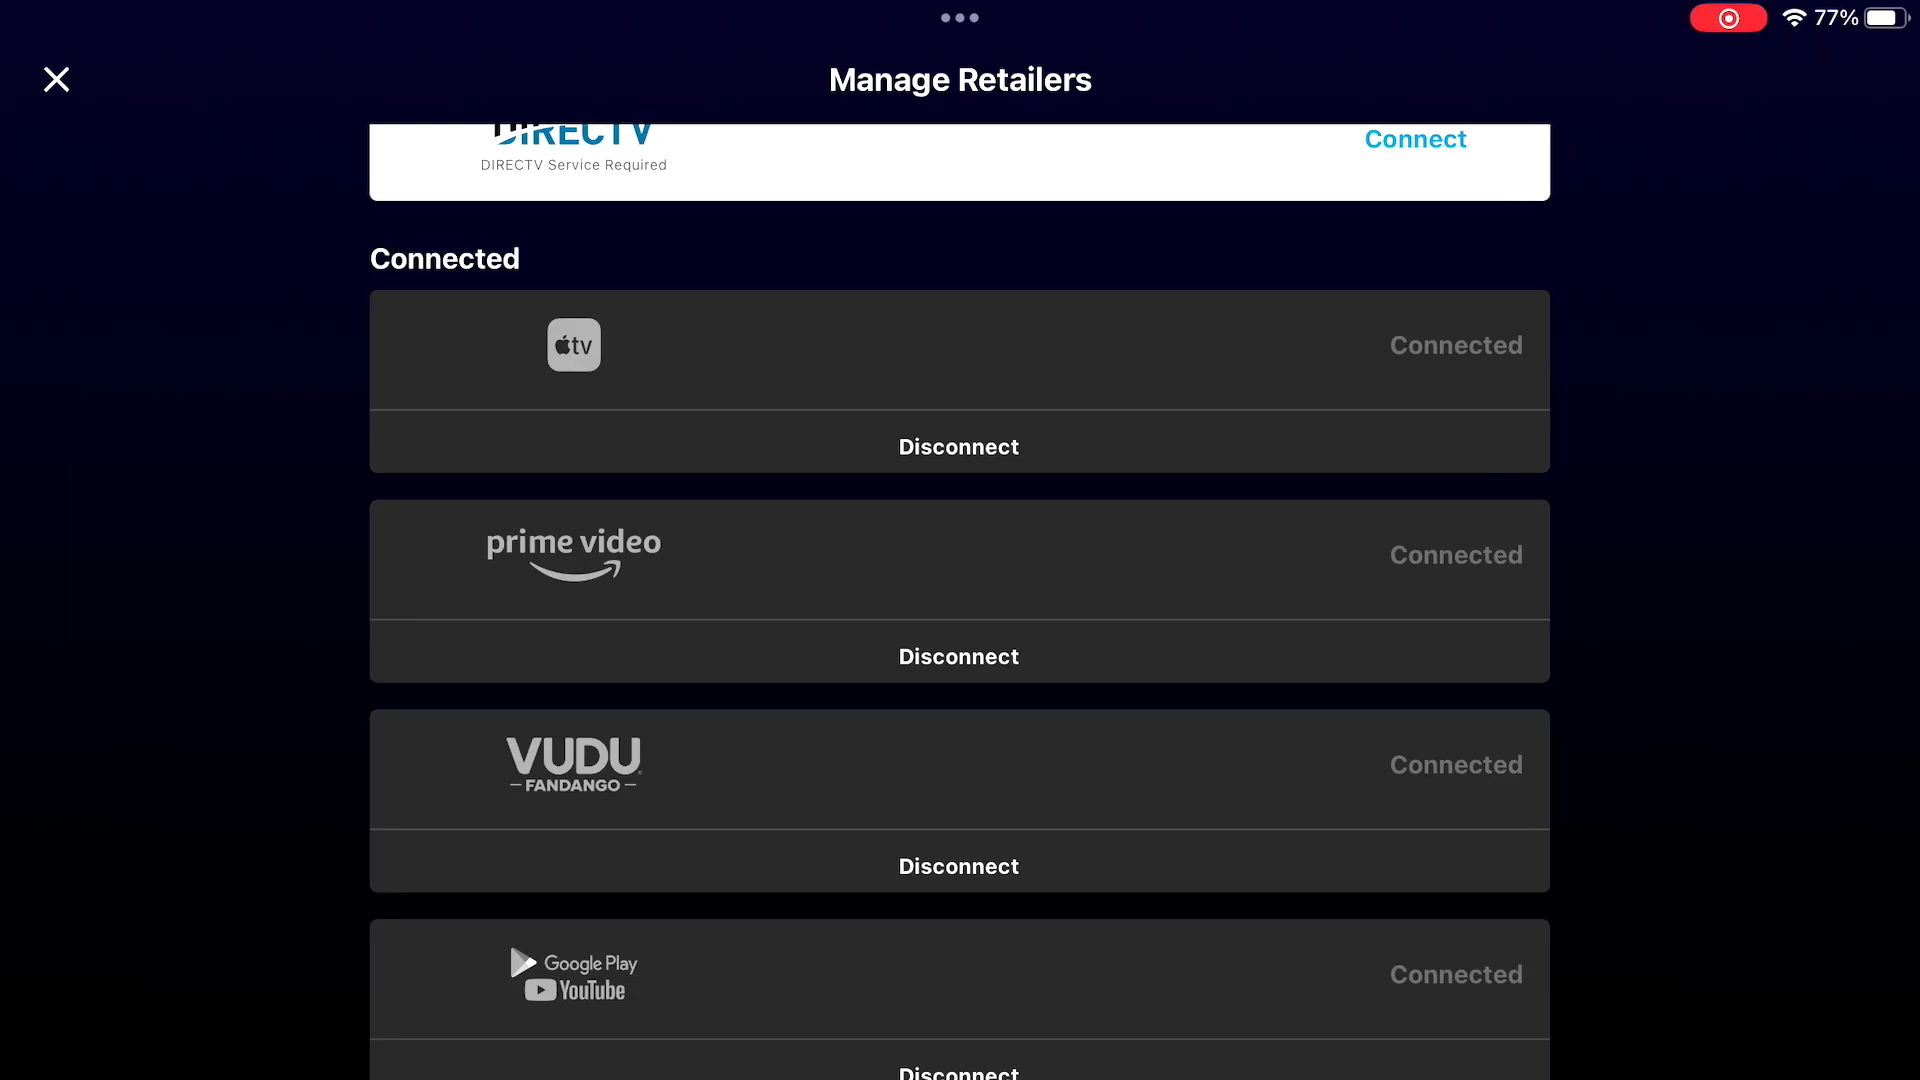 77%
Manage Retailers
DIRECTV
Connect
DIRECTV Service Required
Connected
tv
Connected
Disconnect
prime video
Connected
Disconnect
VUDU
FANDANGO
Connected
Disconnect
Google Play
YouTube
Connected
Disconnect